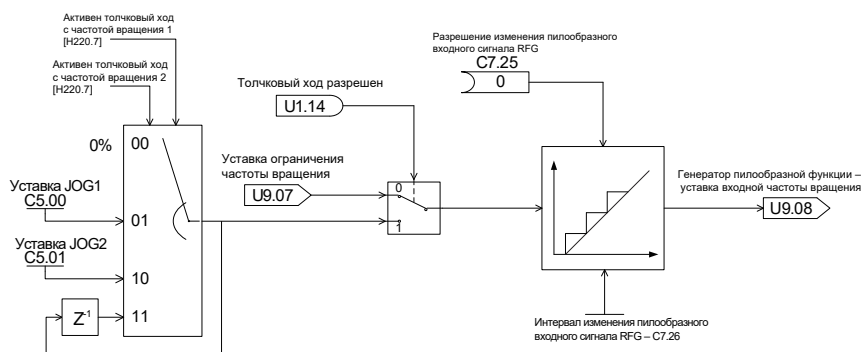 Активен толчковый ход
с частотой вращения 1
[H220.7]
Активен толчковый ход
с частотой вращения 2
[H220.7]
Разрешение изменения пилообразного
входного сигнала RFG
C7.25
0
Толчковый ход разрешен
U1.14
0%
00
Уставка ограничения
частоты вращения
U9.07
0
1
Уставка JOG1
C5.00
01
Уставка JOG2
C5.01
10
Z-1
11
Генератор пилообразной функции –
уставка входной частоты вращения
U9.08
Интервал изменения пилообразного
входного сигнала RFG – C7.26